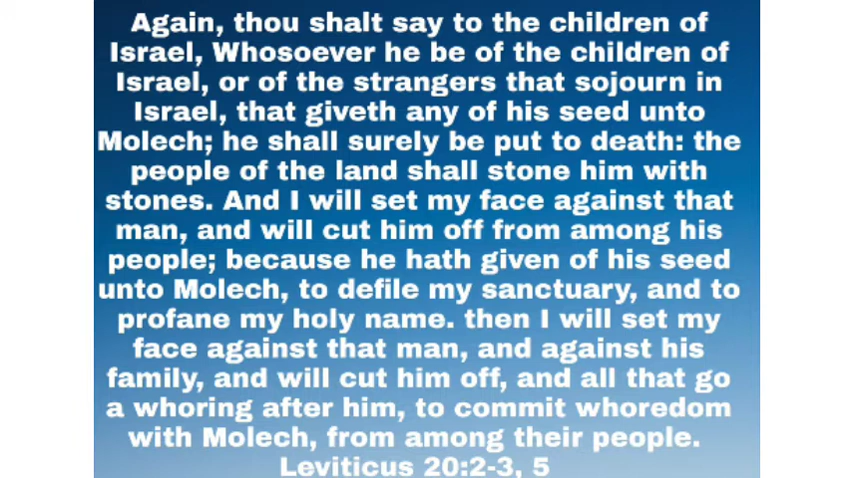 Again, thou shalt say to the children of
Israel, Whosoever he be of the children of
Israel, or of the strangers that sojourn in
Israel, that giveth any of his seed unto
Molech; he shall surely be put to death: the
people of the land shall stone him with
stones. And I will set my face against that
man, and will cut him off from among his
people; because he hath given of his seed
unto Molech, to defile my sanctuary, and to
profane my holy name. then I will set my
face against that man, and against his
family, and will cut him off, and all that go
a whoring after him, to commit whoredom
with Molech, from among their people.
Leviticus 20:2-3, 5